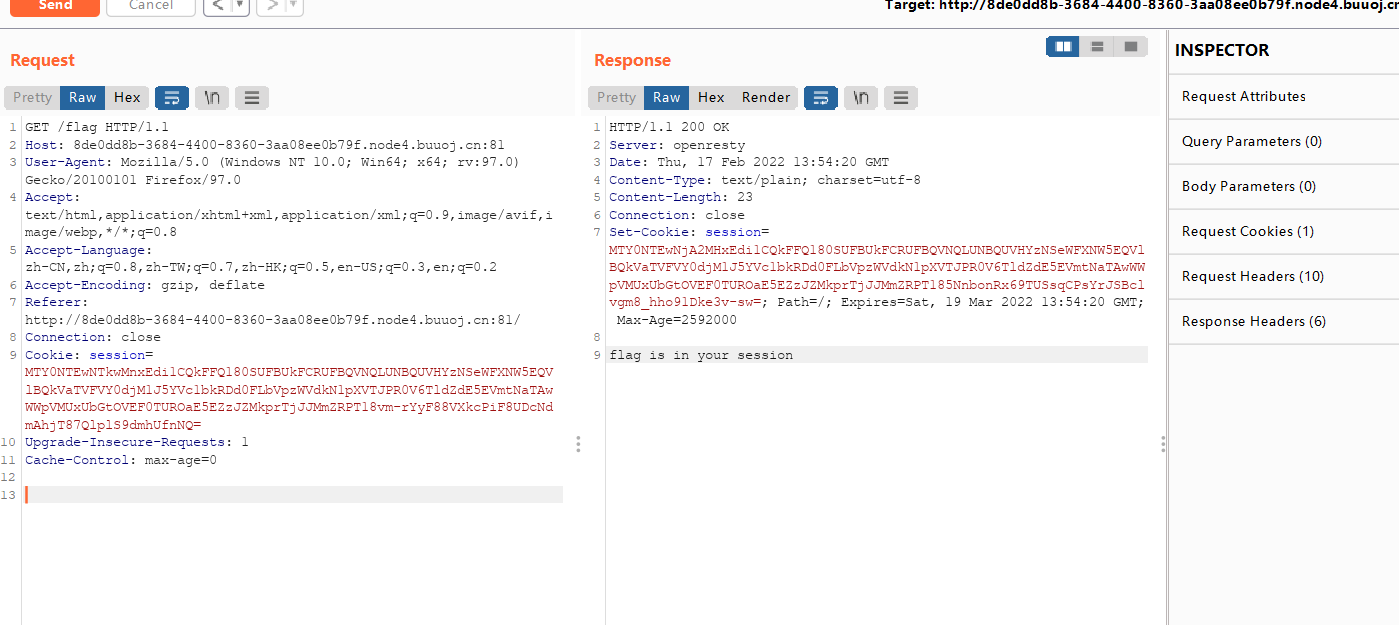 Send
Cancel
<
>
Target: http://8de0dd8b-3684-4400-8360-3aa08ee0b79f.node4.buuoj.cn
Request
Response
INSPECTOR
Pretty Raw Hex \n
Pretty Raw Hex Render \n
1 GET /flag HTTP/1.1
2 Host: 8de0dd8b-3684-4400-8360-3aa08ee0b79f.node4.buuoj.cn:81
3 User-Agent: Mozilla/5.0 (Windows NT 10.0; Win64; x64; rv:97.0)
Gecko/20100101 Firefox/97.0
4 Accept:
text/html,application/xhtml+xml,application/xml;q=0.9,image/avif,i
mage/webp,*/*;q=0.8
5 Accept-Language:
zh-CN,zh;q=0.8,zh-TW;q=0.7,zh-HK;q=0.5,en-US;q=0.3,en;q=0.2
6 Accept-Encoding: gzip, deflate
7 Referer:
http://8de0dd8b-3684-4400-8360-3aa08ee0b79f.node4.buuoj.cn:81/
8 Connection: close
9 Cookie: session=
MTY0NTEwNTkwMnxEdi1CQkFFQ180SUFBUkFCRUFBQVNQLUNBQUVHYzNSeWFXNW5EQV
lBQkVaTVFVY0djM1J5YVc1bkRDd0FLbVpzWVdkN1pXVTJPR0V6TldZdE5EVmtNaTAw
WWpVMUxUbGtOVEF0TUROaE5EZzJZMkprTjJJMmZRPT18vm-rYyF88VXkcPiF8UDcNd
mAhjT87QlplS9dmhUfnNQ=
10 Upgrade-Insecure-Requests: 1
11 Cache-Control: max-age=0
12
13
1 HTTP/1.1 200 OK
2 Server: openresty
3 Date: Thu, 17 Feb 2022 13:54:20 GMT
4 Content-Type: text/plain; charset=utf-8
5 Content-Length: 23
6 Connection: close
7 Set-Cookie: session=
MTY0NTEwNjA2MHxEdi1CQkFFQ180SUFBUkFCRUFBQVNQLUNBQUVHYzNSeWFXNW5EQVl
BQkVaTVFVY0djM1J5YVc1bkRDd0FLbVpzWVdkN1pXVTJPR0V6TldZdE5EVmtNaTAwWW
pVMUxUbGtOVEF0TUROaE5EZzJZMkprTjJJMmZRPT185NnbonRx69TUSsqCPsYrJSBcl
vgm8_hho91Dke3v-sw=; Path=/; Expires=Sat, 19 Mar 2022 13:54:20 GMT;
Max-Age=2592000
8
9 flag is in your session
Request Attributes
Query Parameters (0)
Body Parameters (0)
Request Cookies (1)
Request Headers (10)
Response Headers (6)